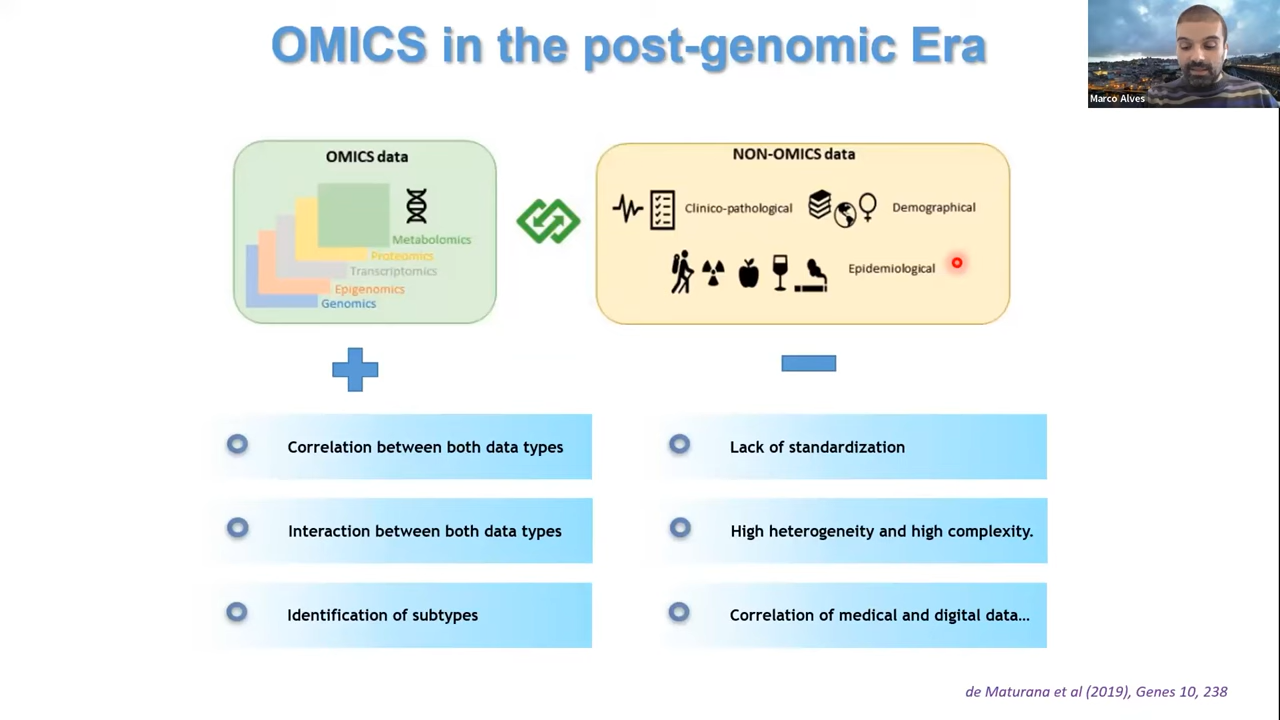 OMICS in the post-genomic Era
Marco Alves
OMICS data
Metabolomics
Proteomics
Transcriptomics
Epigenomics
Genomics
NON-OMICS data
Clinico-pathological
Demographical
Epidemiological
Correlation between both data types
Interaction between both data types
Identification of subtypes
Lack of standardization
High heterogeneity and high complexity.
Correlation of medical and digital data...
de Maturana et al (2019), Genes 10, 238